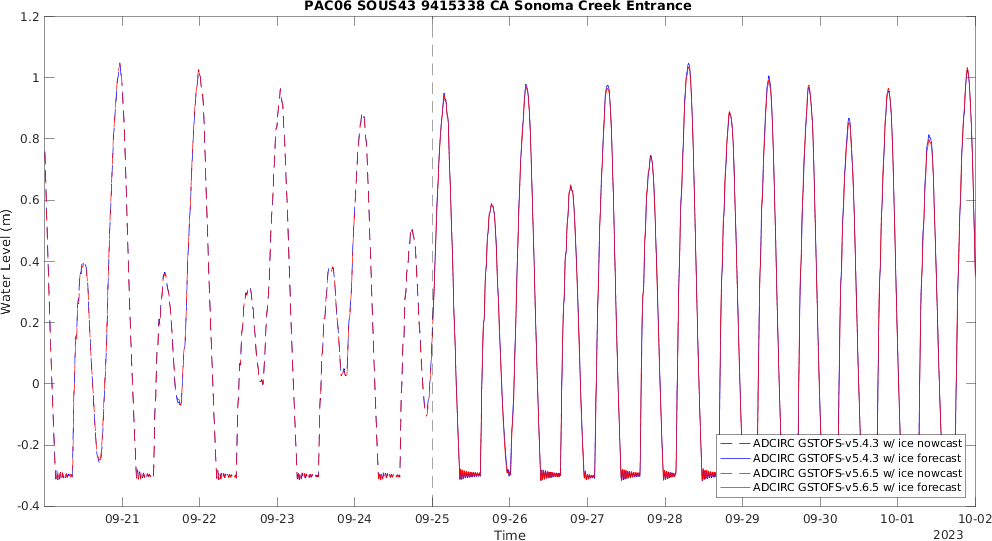 PAC06 SOUS43 9415338 CA Sonoma Creek Entrance
1.2
1
0.8
0.6
0.4
0.2
0
-0.2
-0.4
Water Level (m)
ADCIRC GSTOFS-v5.4.3 w/ ice nowcast
ADCIRC GSTOFS-v5.4.3 w/ ice forecast
ADCIRC GSTOFS-v5.6.5 w/ ice nowcast
ADCIRC GSTOFS-v5.6.5 w/ ice forecast
09-21 09-22 09-23 09-24 09-25 09-26 09-27 09-28 09-29 09-30 10-01 10-02
Time
2023